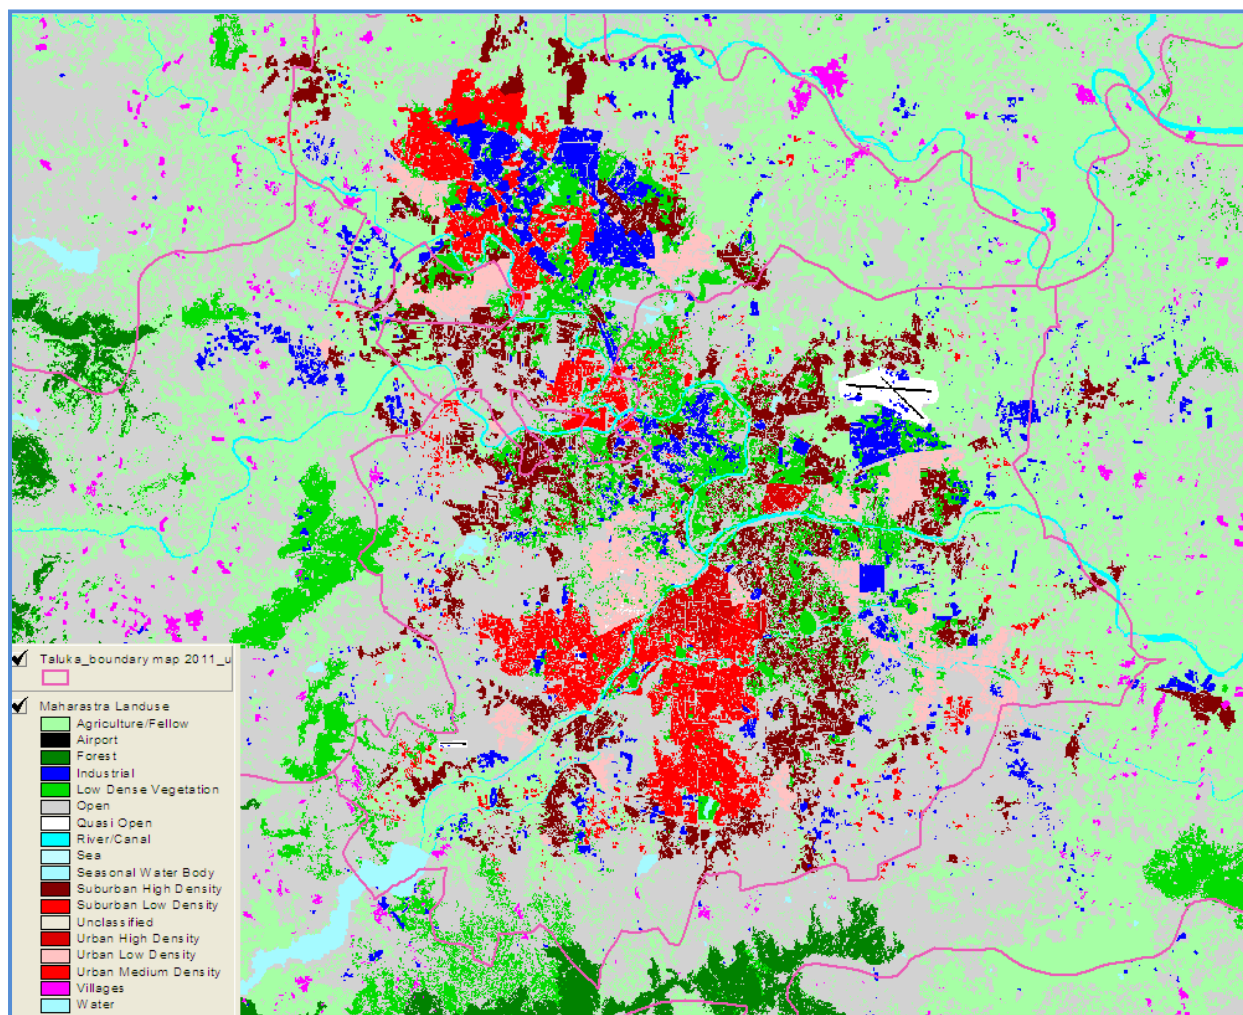 Taluka_boundary map 2011_u
Maharastra Landuse
Agriculture/Fellow
Airport
Forest
Industrial
Low Dense Vegetation
Open
Quasi Open
River/Canal
Sea
Seasonal Water Body
Suburban High Density
Suburban Low Density
Unclassified
Urban High Density
Urban Low Density
Urban Medium Density
Villages
Water